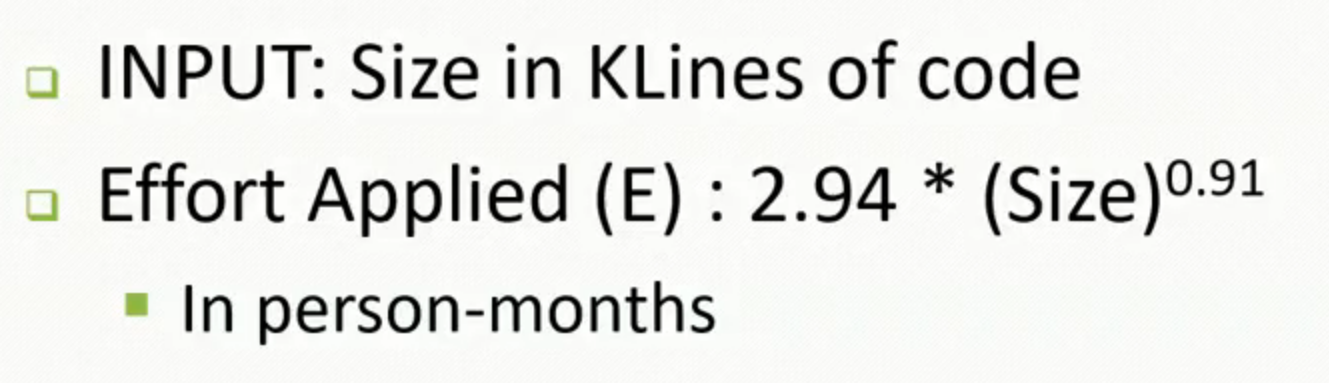 INPUT: Size in KLines of code
Effort Applied (E) : 2.94 * (Size)^0.91
In person-months